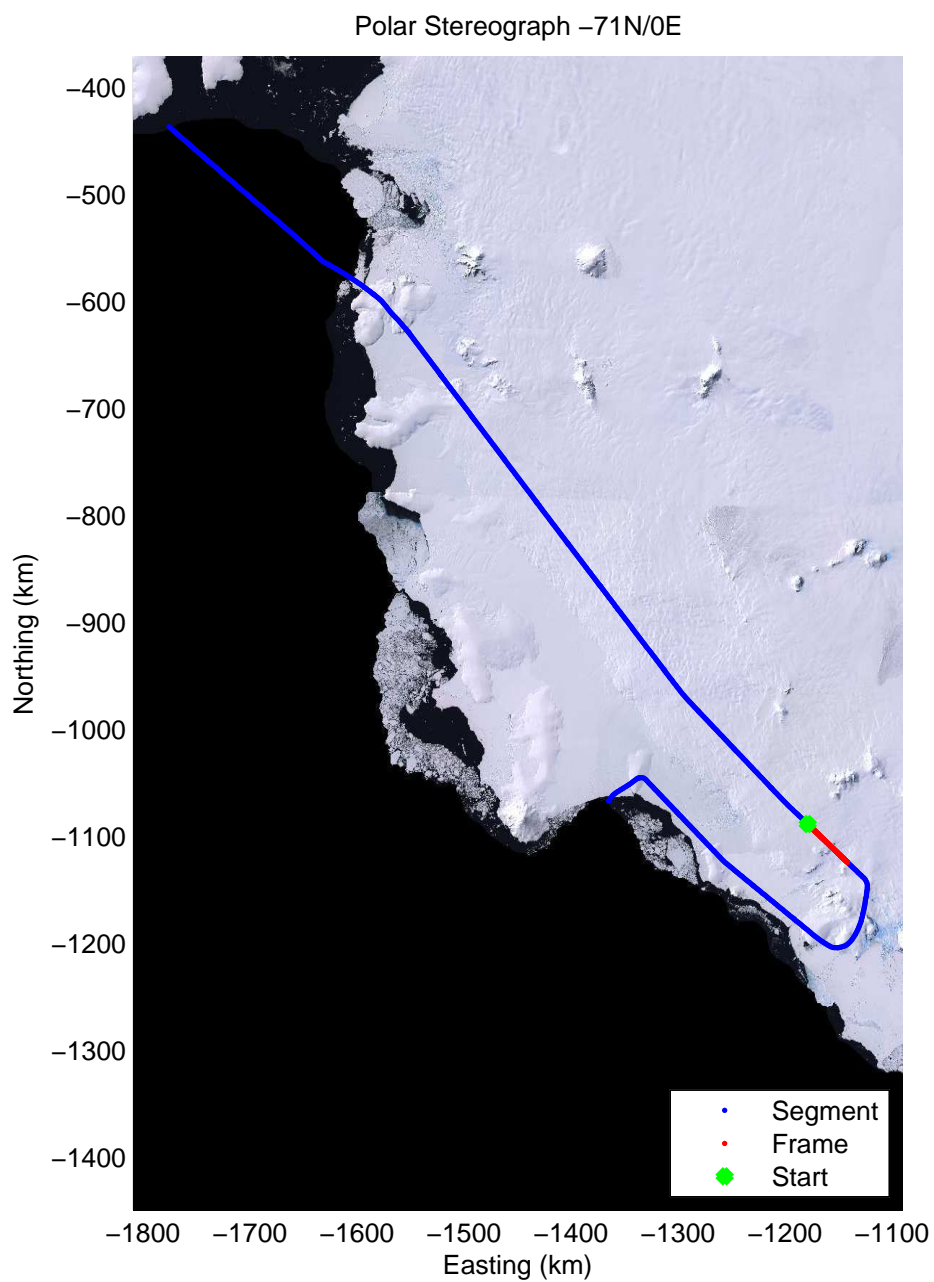 Polar Stereograph −71N/0E
−400
−500
−600
−700
−800
−900
−1000
−1100
−1200
−1300
−1400
Northing (km)
Segment
Frame
Start
−1800 −1700 −1600 −1500 −1400 −1300 −1200 −1100
Easting (km)